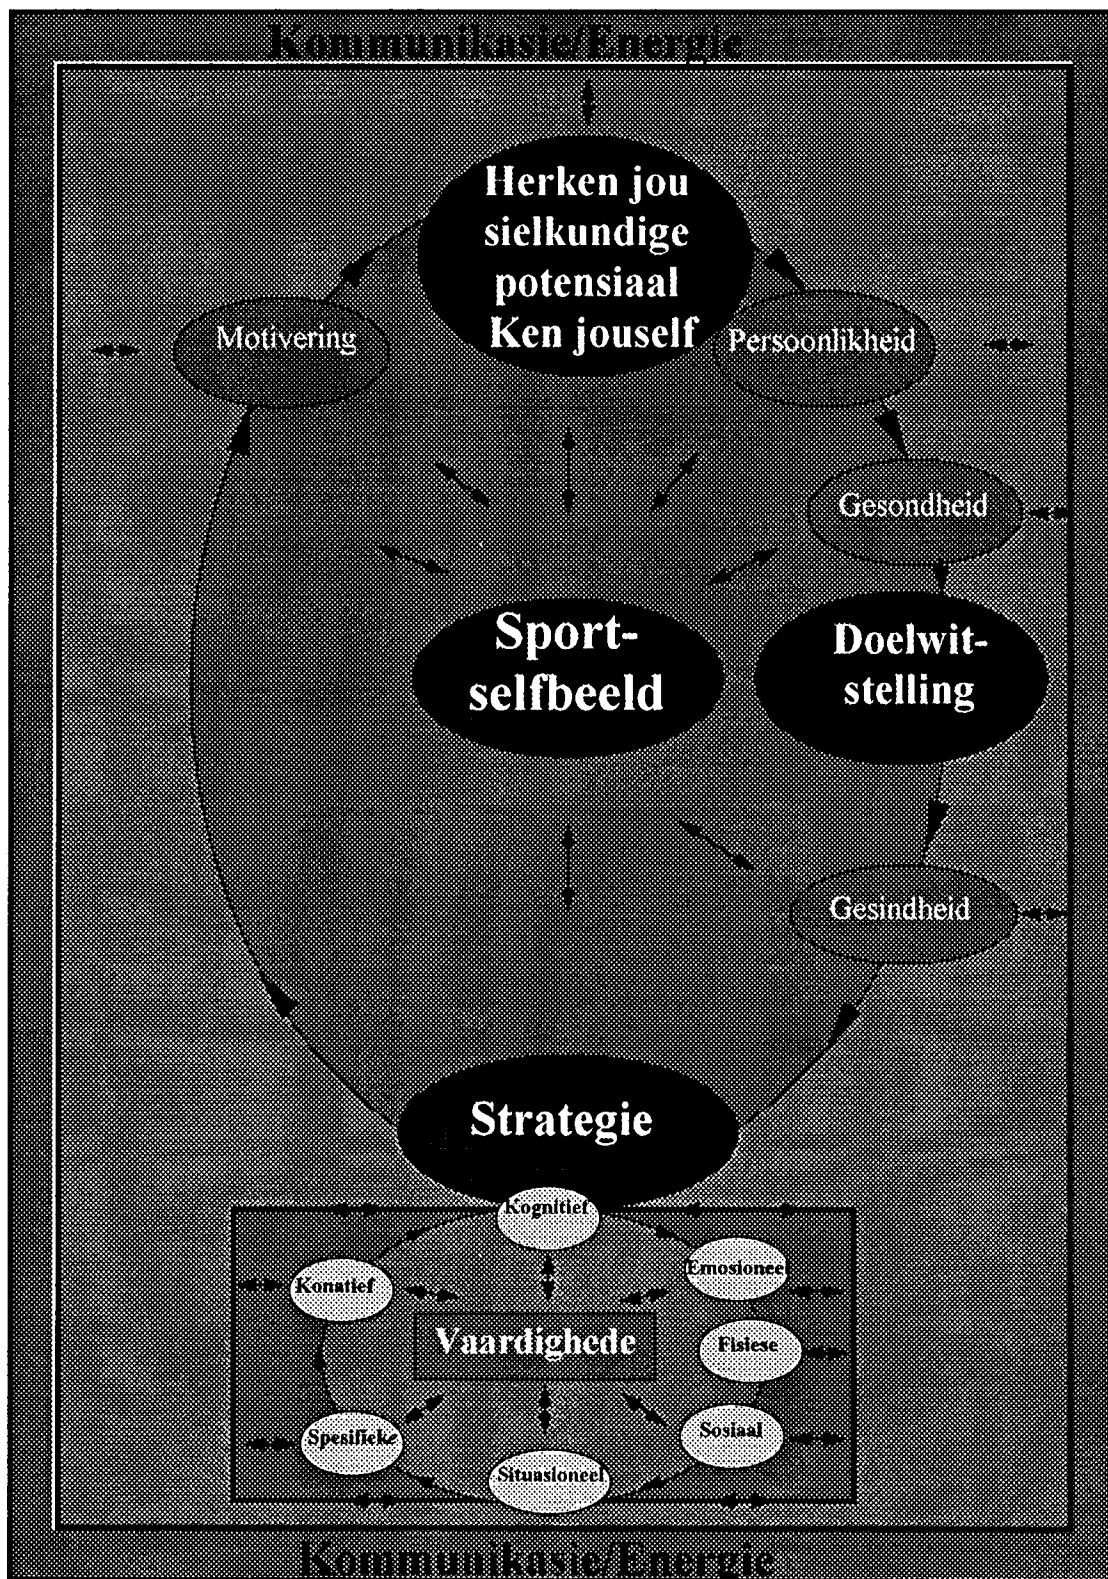 Kommunikasie/Energie
Herken jou
sielkundige
potensiaal
Ken jouself
Motivering
Persoonlikheid
Gesondheid
Sport-
selfbeeld
Doelwit-
stelling
Gesindheid
Strategie
Kognitief
Konatief
Emosioneel
Vaardighede
Fisiese
Spesifieke
Sosiaal
Situasioneel
Kommunikasie/Energie